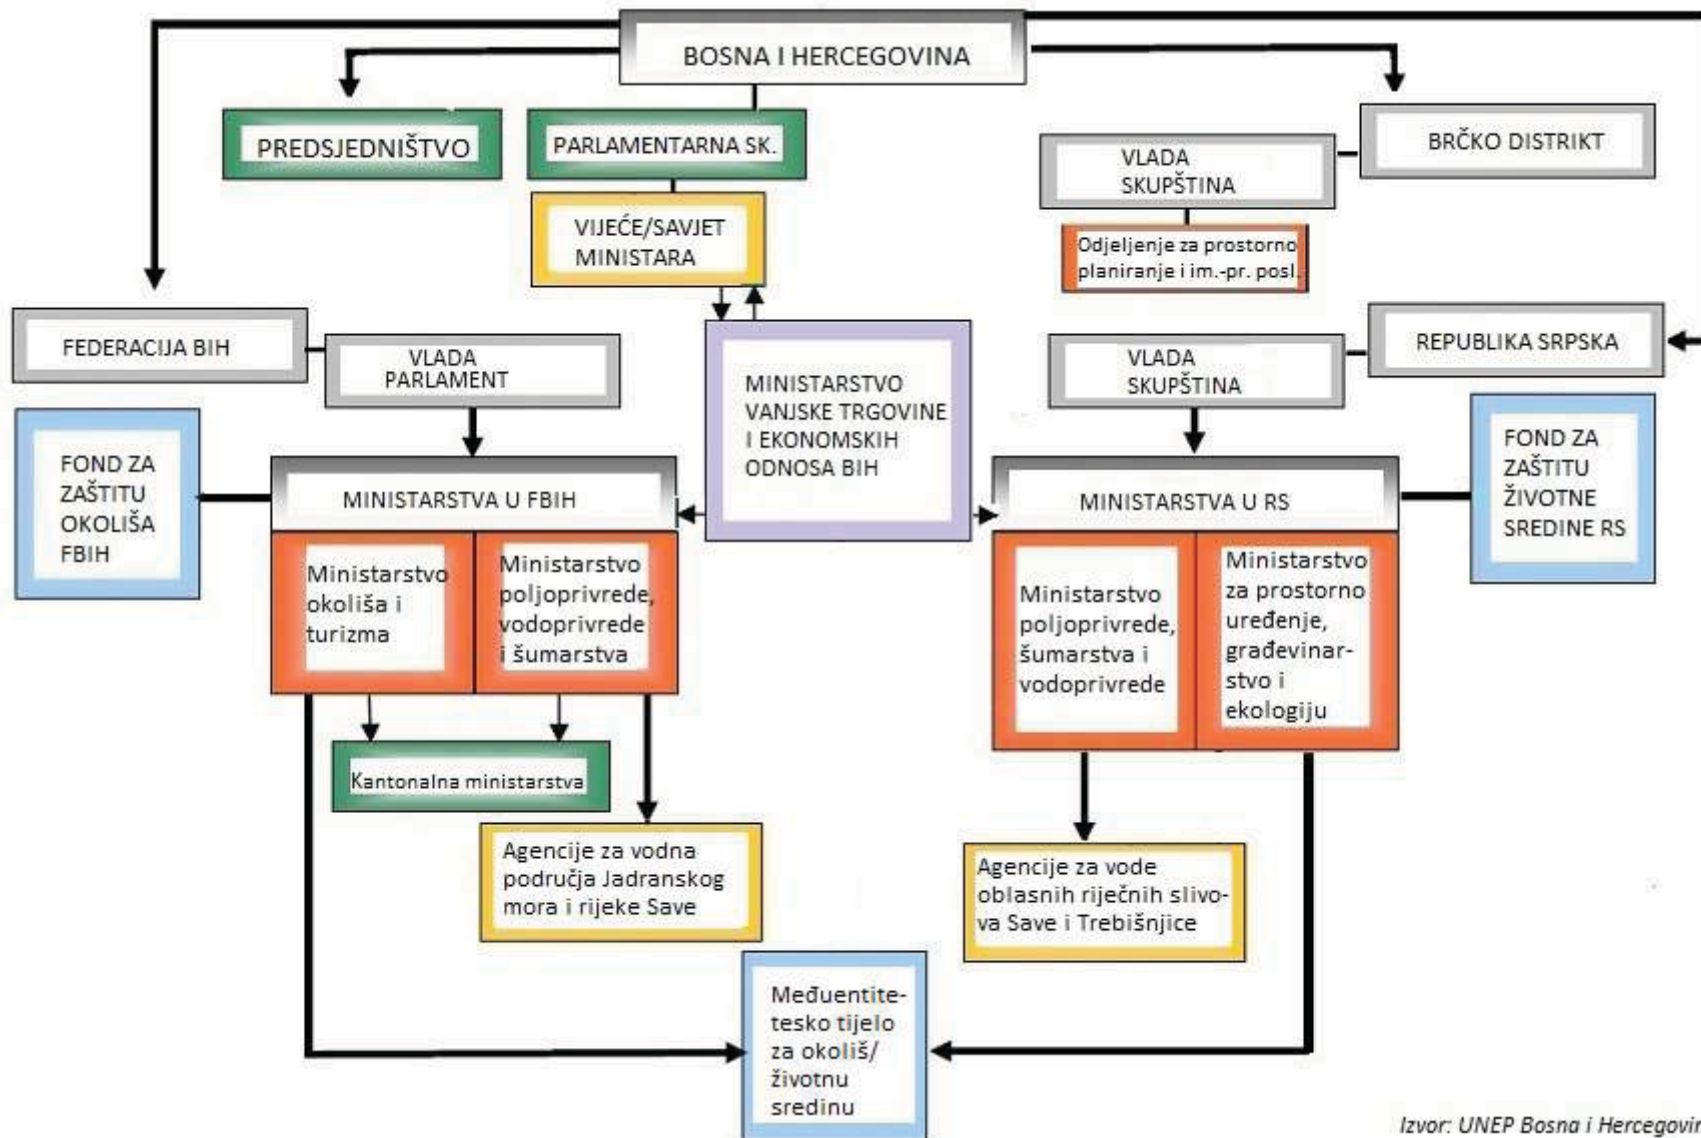 BOSNA I HERCEGOVINA
PREDSJEDNIŠTVO
PARLAMENTARNA SK.
BRČKO DISTRIKT
VLADA
SKUPŠTINA
VIJEĆE/SAVJET
MINISTARA
Odjeljenje za prostorno
planiranje i im.-pr. posl.
FEDERACIJA BIH
VLADA
PARLAMENT
MINISTARSTVO
VANJSKE TRGOVINE
I EKONOMSKIH
ODNOSA BIH
VLADA
SKUPŠTINA
REPUBLIKA SRPSKA
FOND ZA
ZAŠTITU
OKOLIŠA
FBIH
MINISTARSTVA U FBIH
MINISTARSTVA U RS
FOND ZA
ZAŠTITU
ŽIVOTNE
SREDINE RS
Ministarstvo
okoliša i
turizma
Ministarstvo
poljoprivrede,
vodoprivrede
i šumarstva
Ministarstvo
poljoprivrede,
šumarstva i
vodoprivrede
Ministarstvo
za prostorno
uređenje,
građevinar-
stvo i
ekologiju
Kantonalna ministarstva
Agencije za vodna
područja Jadranskog
mora i rijeke Save
Agencije za vode
oblasnih riječnih slivo-
va Save i Trebišnjice
Međuentite-
tesko tijelo
za okoliš/
životnu
sredinu
Izvor: UNEP Bosna i Hercegovin